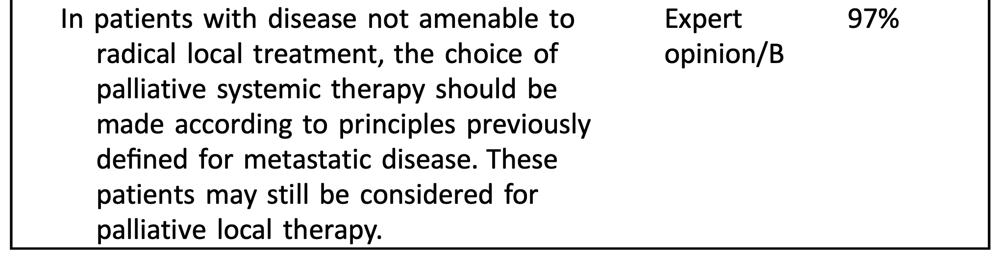 In patients with disease not amenable to Expert 97%
radical local treatment, the choice of opinion/B
palliative systemic therapy should be
made according to principles previously
defined for metastatic disease. These
patients may still be considered for
palliative local therapy.